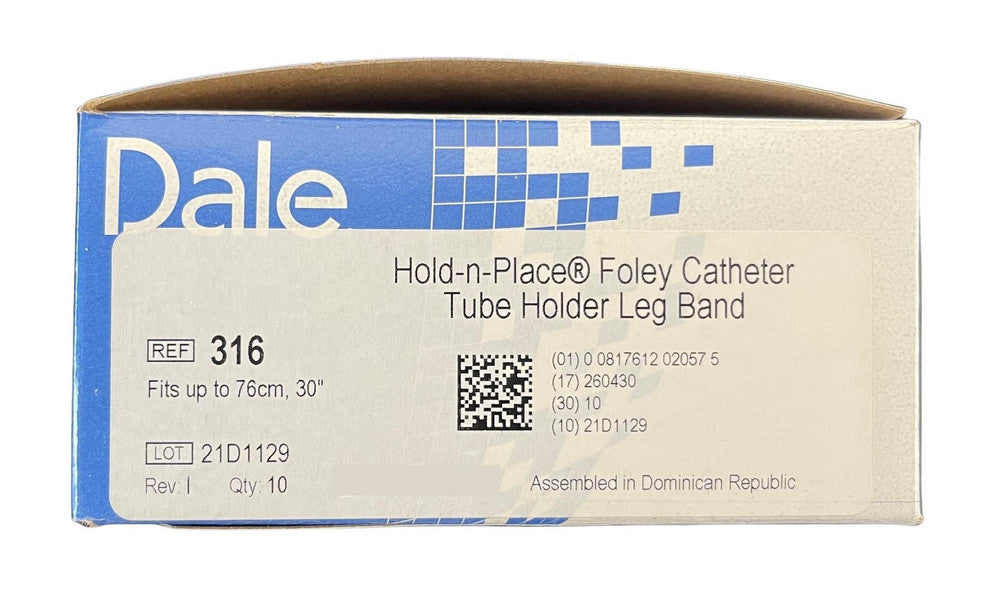 Dale
Hold-n-Place® Foley Catheter
Tube Holder Leg Band
REF 316
Fits up to 76cm, 30"
(01) 0 0817612 02057 5
(17) 260430
(30) 10
(10) 21D1129
LOT 21D1129
Rev: I Qty: 10
Assembled in Dominican Republic